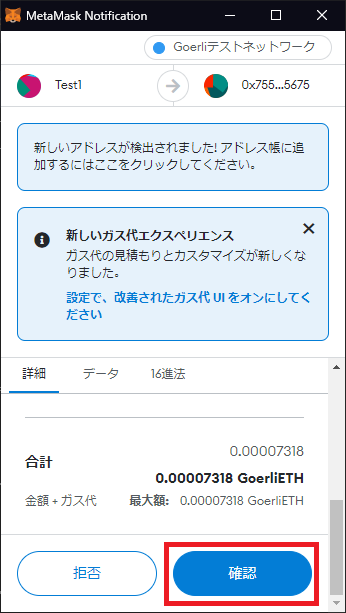 MetaMask Notification
Goerliテストネットワーク
Test1
0x755...5675
新しいアドレスが検出されました! アドレス帳に追
加するにはここをクリックしてください。
新しいガス代エクスペリエンス
ガス代の見積もりとカスタマイズが新しくな
りました。
設定で、改善されたガス代 UI をオンにしてく
ださい
詳細
データ
16進法
0.00007318
合計
0.00007318 GoerliETH
金額 + ガス代
最大額: 0.00007318 GoerliETH
拒否
確認